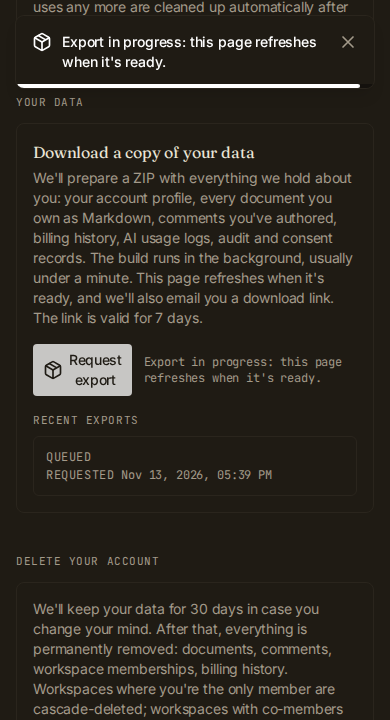 uses any more are cleaned up automatically after
Export in progress: this page refreshes
when it's ready.
YOUR DATA
Download a copy of your data
We'll prepare a ZIP with everything we hold about
you: your account profile, every document you
own as Markdown, comments you've authored,
billing history, AI usage logs, audit and consent
records. The build runs in the background, usually
under a minute. This page refreshes when it's
ready, and we'll also email you a download link.
The link is valid for 7 days.
Request
export
Export in progress: this page
refreshes when it's ready.
RECENT EXPORTS
QUEUED
REQUESTED Nov 13, 2026, 05:39 PM
DELETE YOUR ACCOUNT
We'll keep your data for 30 days in case you
change your mind. After that, everything is
permanently removed: documents, comments,
workspace memberships, billing history.
Workspaces where you're the only member are
cascade-deleted; workspaces with co-members